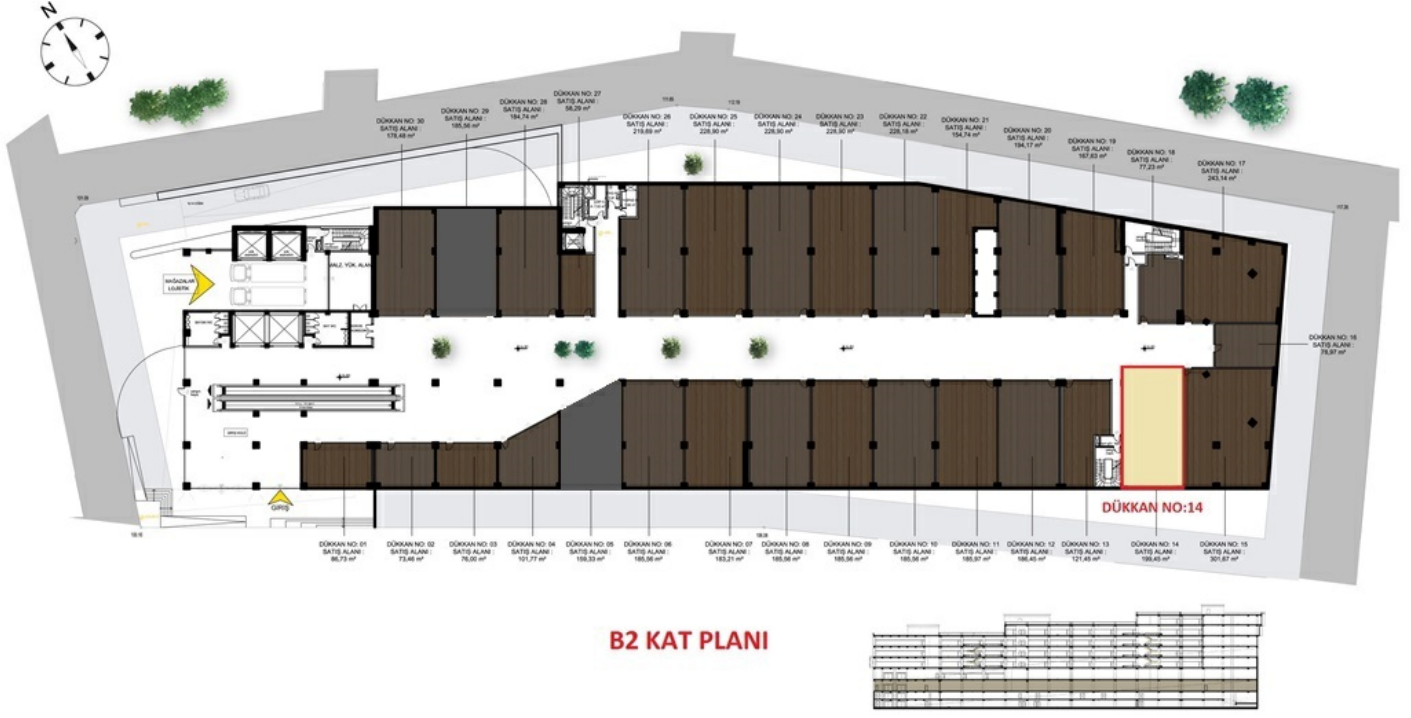 N
DÜKKAN NO: 30
SATIŞ ALANI :
178,48 m²
DÜKKAN NO: 29
SATIŞ ALANI :
185,56 m²
DÜKKAN NO: 28
SATIŞ ALANI :
184,74 m²
DÜKKAN NO: 27
SATIŞ ALANI :
58,29 m²
DÜKKAN NO: 26
SATIŞ ALANI :
219,69 m²
DÜKKAN NO: 25
SATIŞ ALANI :
228,90 m²
DÜKKAN NO: 24
SATIŞ ALANI :
228,90 m²
DÜKKAN NO: 23
SATIŞ ALANI :
228,90 m²
DÜKKAN NO: 22
SATIŞ ALANI :
228,18 m²
DÜKKAN NO: 21
SATIŞ ALANI :
154,74 m²
DÜKKAN NO: 20
SATIŞ ALANI :
194,17 m²
DÜKKAN NO: 19
SATIŞ ALANI :
167,63 m²
DÜKKAN NO: 18
SATIŞ ALANI :
77,23 m²
DÜKKAN NO: 17
SATIŞ ALANI :
243,14 m²
MALZ. YÜK. ALANI
MAĞAZALAR
LOJİSTİK
DÜKKAN NO: 16
SATIŞ ALANI :
78,97 m²
GİRİŞ
DÜKKAN NO:14
DÜKKAN NO: 01
SATIŞ ALANI :
86,73 m²
DÜKKAN NO: 02
SATIŞ ALANI :
73,46 m²
DÜKKAN NO: 03
SATIŞ ALANI :
76,00 m²
DÜKKAN NO: 04
SATIŞ ALANI :
101,77 m²
DÜKKAN NO: 05
SATIŞ ALANI :
159,33 m²
DÜKKAN NO: 06
SATIŞ ALANI :
185,56 m²
DÜKKAN NO: 07
SATIŞ ALANI :
183,21 m²
DÜKKAN NO: 08
SATIŞ ALANI :
185,56 m²
DÜKKAN NO: 09
SATIŞ ALANI :
185,56 m²
DÜKKAN NO: 10
SATIŞ ALANI :
185,56 m²
DÜKKAN NO: 11
SATIŞ ALANI :
185,97 m²
DÜKKAN NO: 12
SATIŞ ALANI :
186,45 m²
DÜKKAN NO: 13
SATIŞ ALANI :
121,45 m²
DÜKKAN NO: 14
SATIŞ ALANI :
199,45 m²
DÜKKAN NO: 15
SATIŞ ALANI :
301,67 m²
B2 KAT PLANI